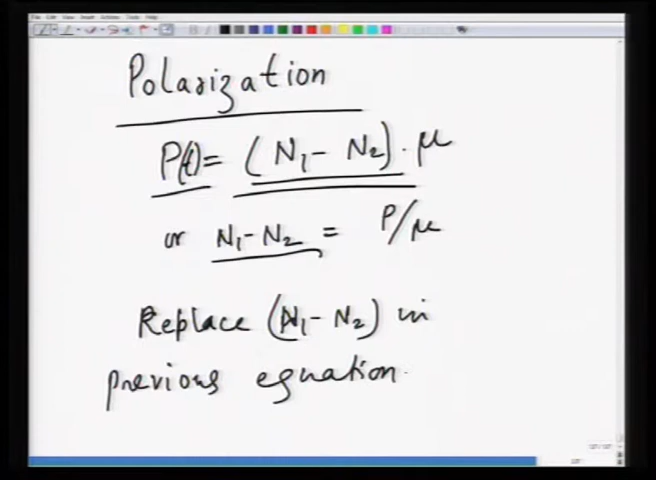 Polarization
P(t) = (N₁ - N₂) . μ
or N₁ - N₂ = P/μ
Replace (N₁ - N₂) in
previous equation.